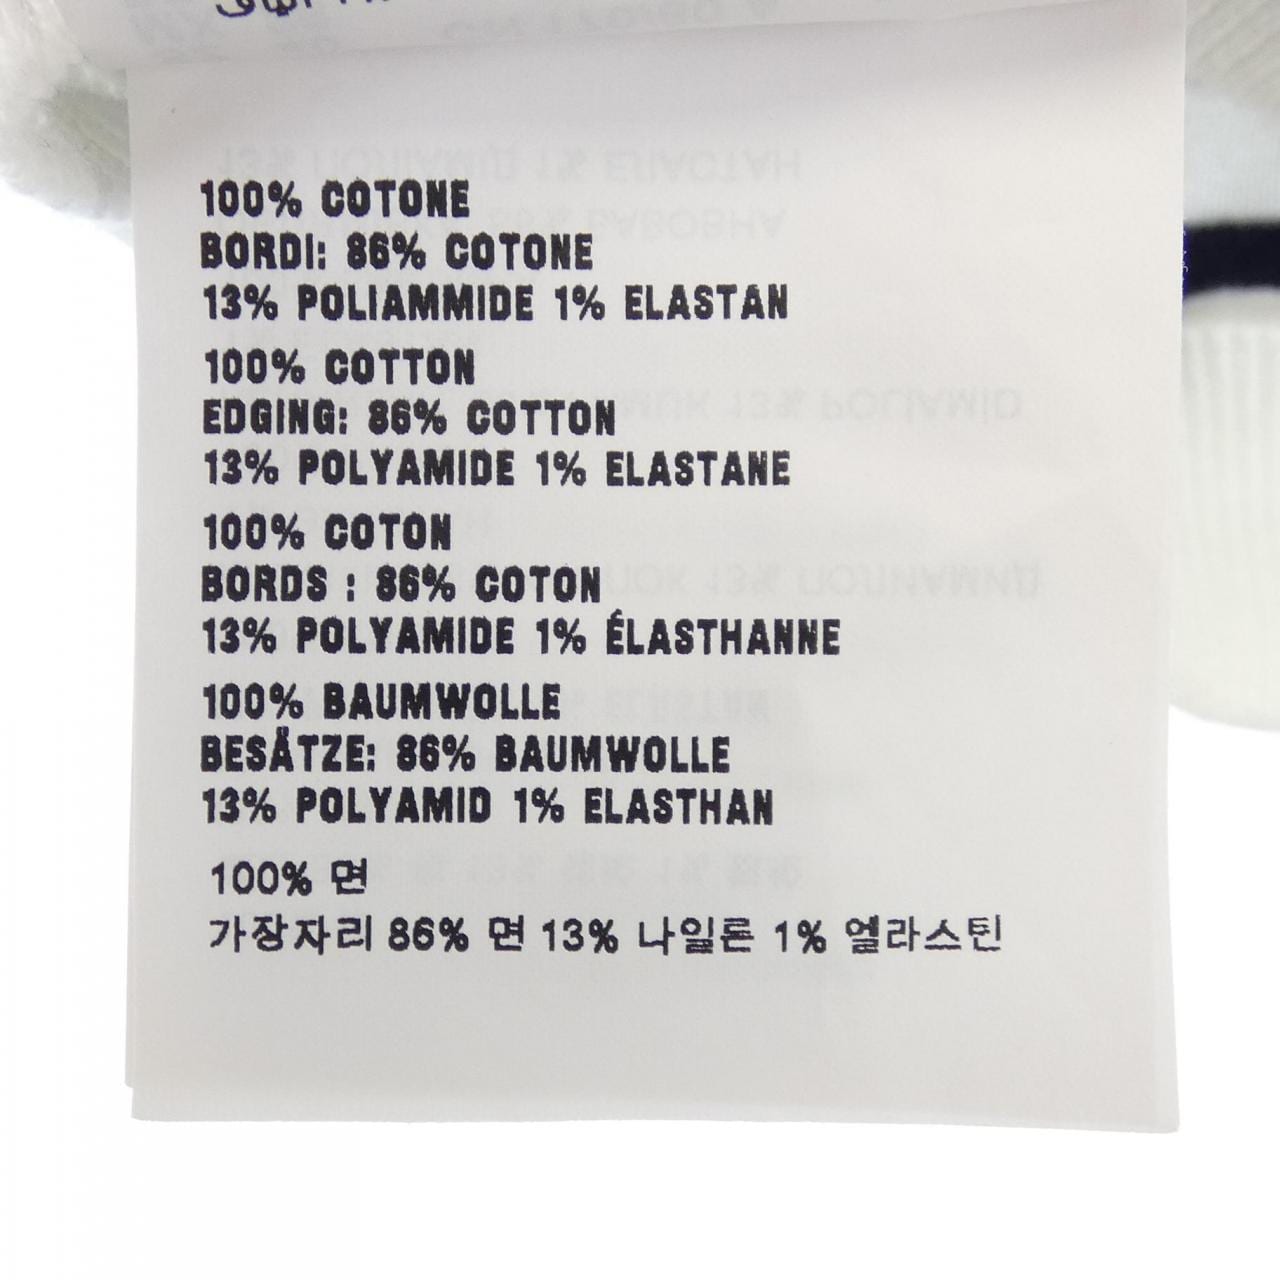 100% COTONE
BORDI: 86% COTONE
13% POLIAMMIDE 1% ELASTAN
100% COTTON
EDGING: 86% COTTON
13% POLYAMIDE 1% ELASTANE
100% COTON
BORDS : 86% COTON
13% POLYAMIDE 1% ÉLASTHANNE
100% BAUMWOLLE
BESÄTZE: 86% BAUMWOLLE
13% POLYAMID 1% ELASTHAN
100% 면
가장자리 86% 면 13% 나일론 1% 엘라스틴